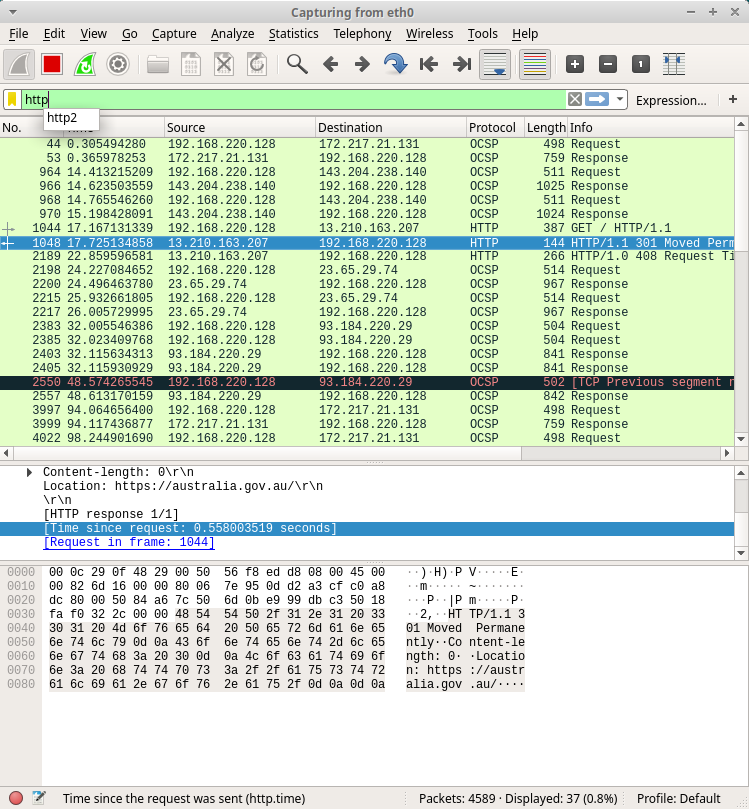 Capturing from eth0
File Edit View Go Capture Analyze Statistics Telephony Wireless Tools Help
http Expression... +
http2
No. Source Destination Protocol Length Info
44 0.305494280 192.168.220.128 172.217.21.131 OCSP 498 Request
53 0.365978253 172.217.21.131 192.168.220.128 OCSP 759 Response
964 14.413215209 192.168.220.128 143.204.238.140 OCSP 511 Request
966 14.623503559 143.204.238.140 192.168.220.128 OCSP 1025 Response
968 14.765546260 192.168.220.128 143.204.238.140 OCSP 511 Request
970 15.198428091 143.204.238.140 192.168.220.128 OCSP 1024 Response
1044 17.167131339 192.168.220.128 13.210.163.207 HTTP 387 GET / HTTP/1.1
1048 17.725134858 13.210.163.207 192.168.220.128 HTTP 144 HTTP/1.1 301 Moved Perm
2189 22.859596581 13.210.163.207 192.168.220.128 HTTP 266 HTTP/1.0 408 Request Ti
2198 24.227084652 192.168.220.128 23.65.29.74 OCSP 514 Request
2200 24.496463780 23.65.29.74 192.168.220.128 OCSP 967 Response
2215 25.932661805 192.168.220.128 23.65.29.74 OCSP 514 Request
2217 26.005729995 23.65.29.74 192.168.220.128 OCSP 967 Response
2383 32.005546386 192.168.220.128 93.184.220.29 OCSP 504 Request
2385 32.023409768 192.168.220.128 93.184.220.29 OCSP 504 Request
2403 32.115634313 93.184.220.29 192.168.220.128 OCSP 841 Response
2405 32.115930929 93.184.220.29 192.168.220.128 OCSP 841 Response
2550 48.574265545 192.168.220.128 93.184.220.29 OCSP 502 [TCP Previous segment n
2557 48.613170159 93.184.220.29 192.168.220.128 OCSP 842 Response
3997 94.064656400 192.168.220.128 172.217.21.131 OCSP 498 Request
3999 94.117436877 172.217.21.131 192.168.220.128 OCSP 759 Response
4022 98.244901690 192.168.220.128 172.217.21.131 OCSP 498 Request
Content-length: 0\r\n
Location: https://australia.gov.au/\r\n
\r\n
[HTTP response 1/1]
[Time since request: 0.558003519 seconds]
[Request in frame: 1044]
0000 00 0c 29 0f 48 29 00 50 56 f8 ed d8 08 00 45 00 ··)·H)·P V·····E·
0010 00 82 6d 16 00 00 80 06 7e 95 0d d2 a3 cf c0 a8 ··m····· ~·······
0020 dc 80 00 50 84 a6 7c 50 6d 0b e9 99 db c3 50 18 ···P··|P m·····P·
0030 fa f0 32 2c 00 00 48 54 54 50 2f 31 2e 31 20 33 ··2,··HT TP/1.1 3
0040 30 31 20 4d 6f 76 65 64 20 50 65 72 6d 61 6e 65 01 Moved Permane
0050 6e 74 6c 79 0d 0a 43 6f 6e 74 65 6e 74 2d 6c 65 ntly··Co ntent-le
0060 6e 67 74 68 3a 20 30 0d 0a 4c 6f 63 61 74 69 6f ngth: 0· ·Locatio
0070 6e 3a 20 68 74 74 70 73 3a 2f 2f 61 75 73 74 72 n: https ://austr
0080 61 6c 69 61 2e 67 6f 76 2e 61 75 2f 0d 0a 0d 0a alia.gov .au/····
Time since the request was sent (http.time) Packets: 4589 · Displayed: 37 (0.8%) Profile: Default